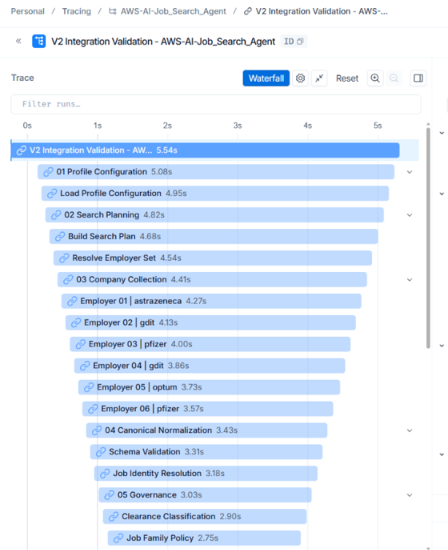 Personal / Tracing / AWS-AI-Job_Search_Agent / V2 Integration Validation - AWS-...
V2 Integration Validation - AWS-AI-Job_Search_Agent ID
Trace Waterfall Reset
Filter runs...
0s 1s 2s 3s 4s 5s
V2 Integration Validation - AW... 5.54s
01 Profile Configuration 5.08s
Load Profile Configuration 4.95s
02 Search Planning 4.82s
Build Search Plan 4.68s
Resolve Employer Set 4.54s
03 Company Collection 4.41s
Employer 01 | astrazeneca 4.27s
Employer 02 | gdit 4.13s
Employer 03 | pfizer 4.00s
Employer 04 | gdit 3.86s
Employer 05 | optum 3.73s
Employer 06 | pfizer 3.57s
04 Canonical Normalization 3.43s
Schema Validation 3.31s
Job Identity Resolution 3.18s
05 Governance 3.03s
Clearance Classification 2.90s
Job Family Policy 2.75s